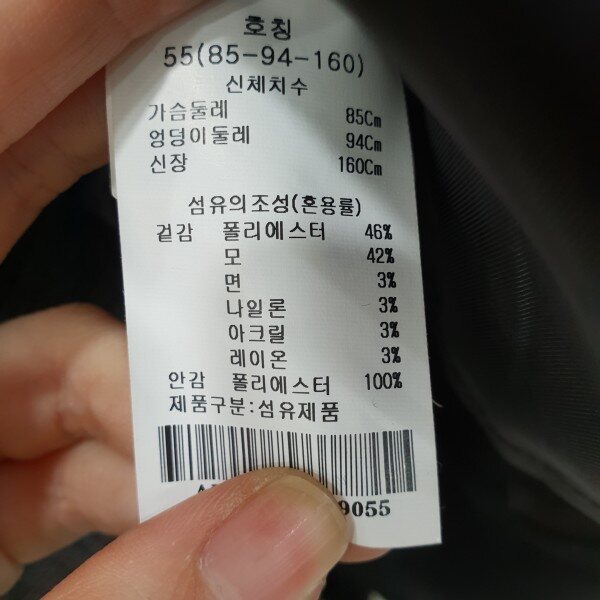 호칭
55(85-94-160)
신체치수
가슴둘레 85Cm
엉덩이둘레 94Cm
신장 160Cm
섬유의조성(혼용률)
겉감 폴리에스터 46%
모 42%
면 3%
나일론 3%
아크릴 3%
레이온 3%
안감 폴리에스터 100%
제품구분:섬유제품
9055